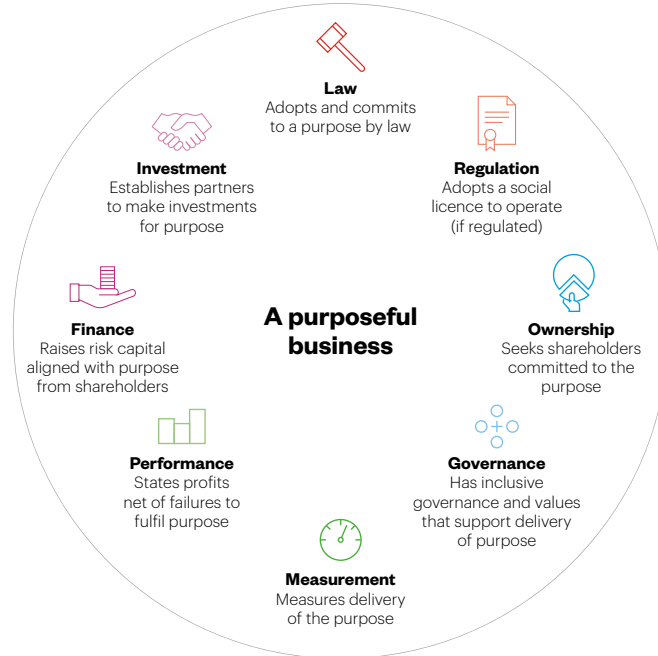 Law
Adopts and commits
to a purpose by law
Regulation
Adopts a social
licence to operate
(if regulated)
Ownership
Seeks shareholders
committed to the
purpose
Governance
Has inclusive
governance and values
that support delivery
of purpose
Measurement
Measures delivery
of the purpose
Performance
States profits
net of failures to
fulfil purpose
Finance
Raises risk capital
aligned with purpose
from shareholders
Investment
Establishes partners
to make investments
for purpose
A purposeful
business